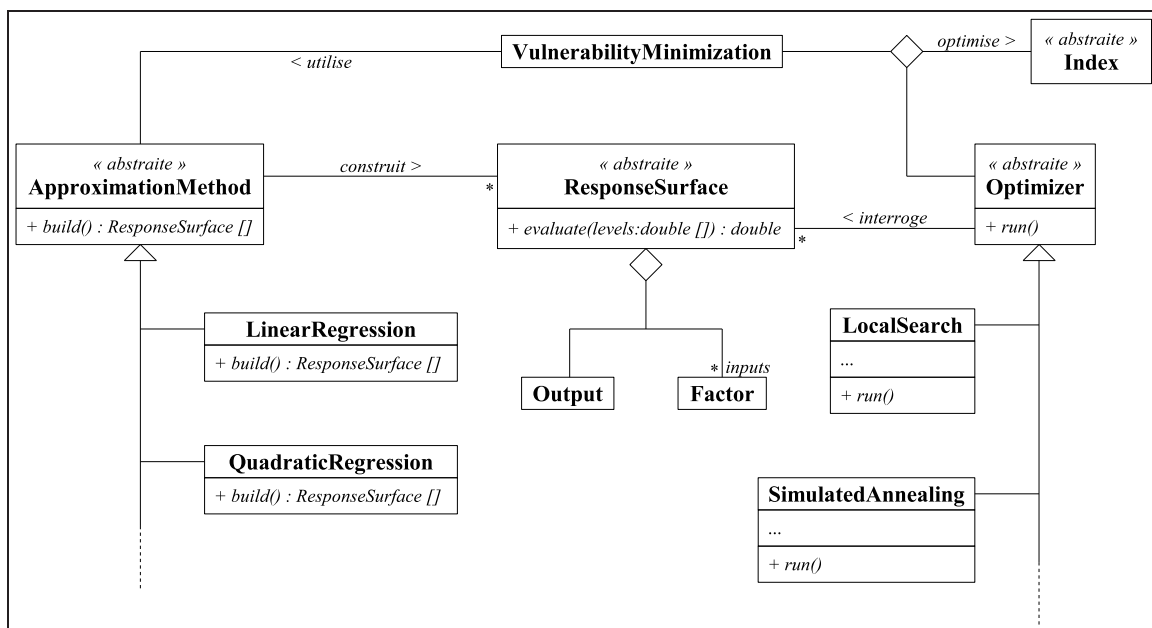 VulnerabilityMinimization
optimise >
« abstraite »
Index
< utilise
« abstraite »
ApproximationMethod
+ build() : ResponseSurface []
construit >
*
« abstraite »
ResponseSurface
+ evaluate(levels:double []) : double
*
< interroge
« abstraite »
Optimizer
+ run()
LinearRegression
+ build() : ResponseSurface []
QuadraticRegression
+ build() : ResponseSurface []
Output
* inputs
Factor
LocalSearch
...
+ run()
SimulatedAnnealing
...
+ run()